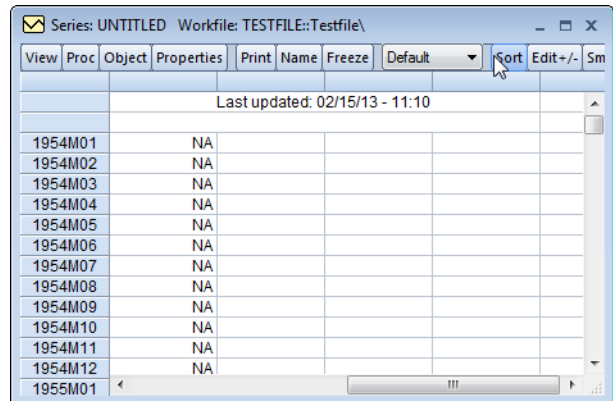 Series: UNTITLED Workfile: TESTFILE::Testfile\
View Proc Object Properties Print Name Freeze Default Sort Edit+/- Sm
Last updated: 02/15/13 - 11:10
1954M01 NA
1954M02 NA
1954M03 NA
1954M04 NA
1954M05 NA
1954M06 NA
1954M07 NA
1954M08 NA
1954M09 NA
1954M10 NA
1954M11 NA
1954M12 NA
1955M01